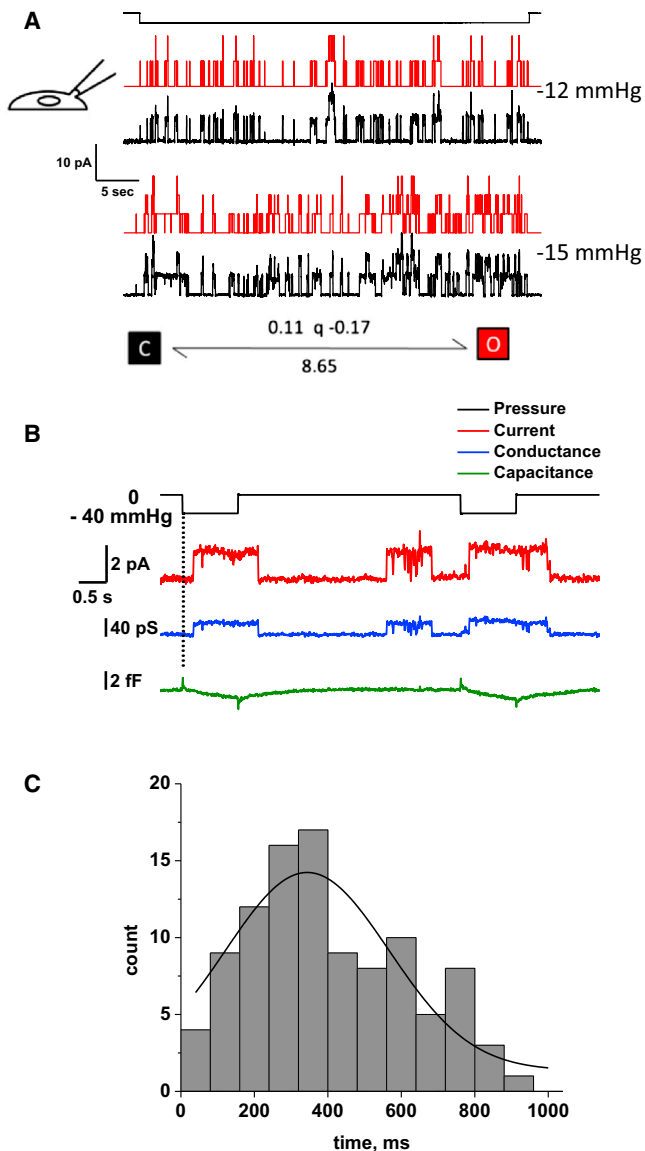 A
-12 mmHg
10 pA
5 sec
-15 mmHg
0.11 q -0.17
C
O
8.65
B
Pressure
Current
Conductance
Capacitance
0
- 40 mmHg
2 pA
0.5 s
40 pS
2 fF
C
20
15
10
5
0
count
0 200 400 600 800 1000
time, ms